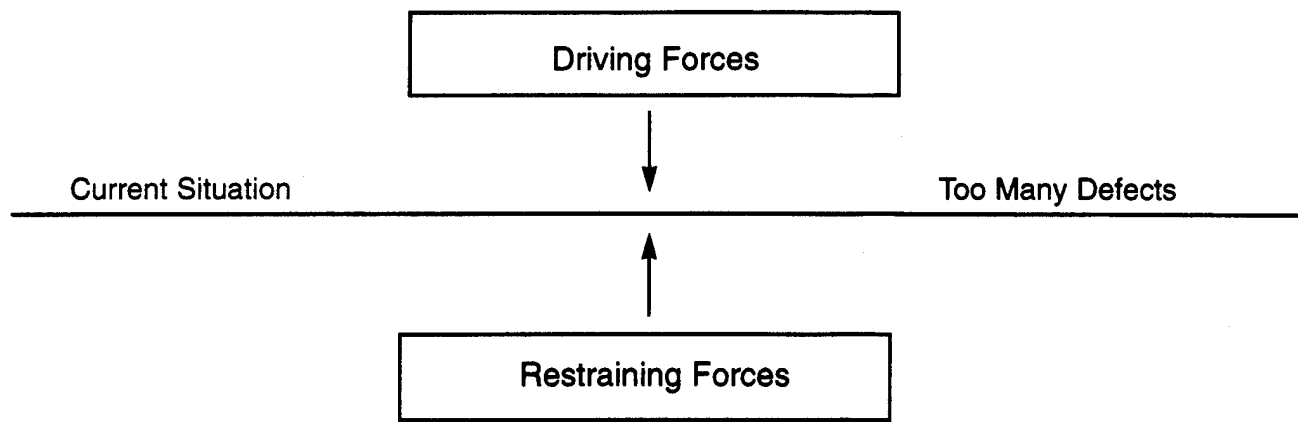 Driving Forces
Current Situation
Too Many Defects
Restraining Forces